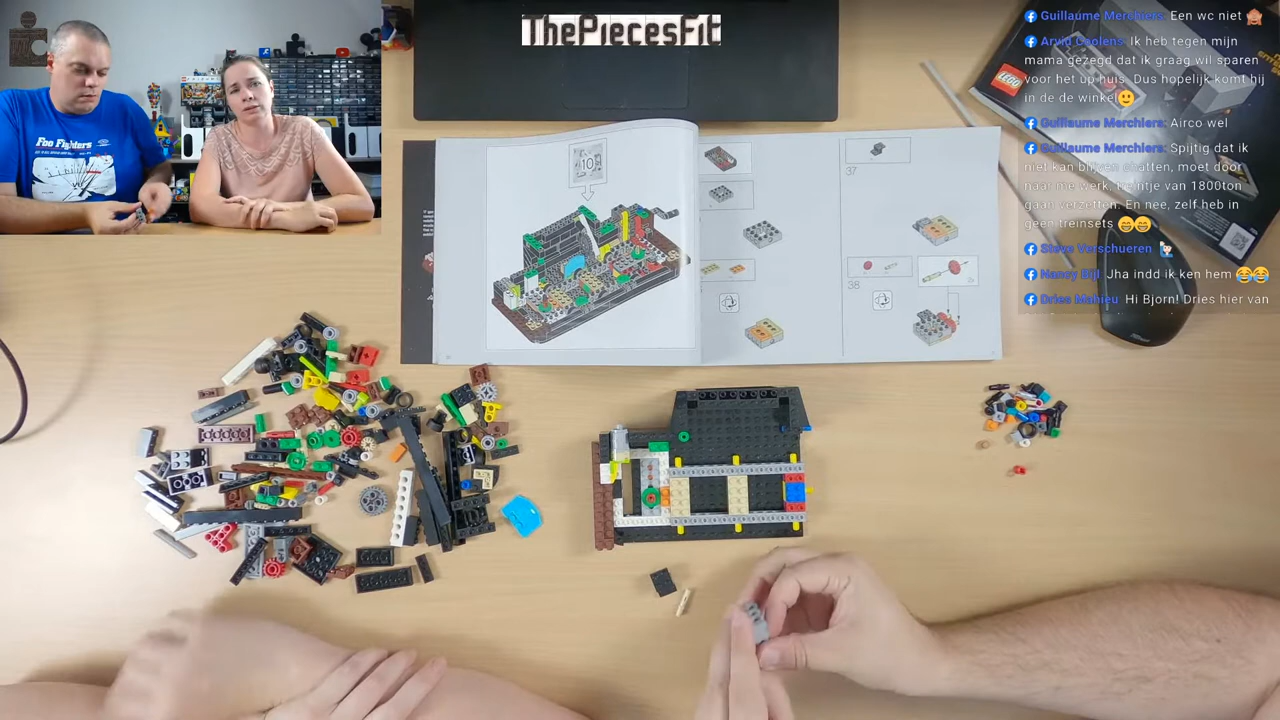 ThePiecesFit
Guillaume Merchiers: Een wc niet 🙈
Arvid Coolens: Ik heb tegen mijn
mama gezegd dat ik graag wil sparen
voor het up huis. Dus hopelijk komt hij
in de de winkel🙂
Guillaume Merchiers: Airco wel
Guillaume Merchiers: Spijtig dat ik
niet kan blijven chatten, moet door
naar me werk, treintje van 1800ton
gaan verzetten. En nee, zelf heb in
geen treinsets 😁😁
Steve Verschueren 🙋🏻‍♂️
Nancy Bijl: Jha indd ik ken hem 😂😂
Dries Mahieu: Hi Bjorn! Dries hier van
Foo Fighters
LEGO
10
37
38